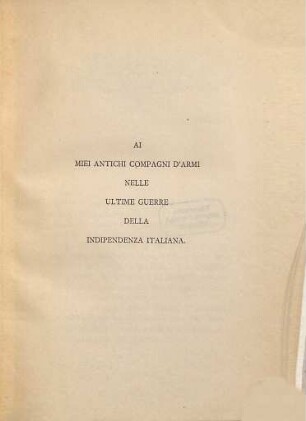 AI
MIEI ANTICHI COMPAGNI D'ARMI
NELLE
ULTIME GUERRE
DELLA
INDIPENDENZA ITALIANA.